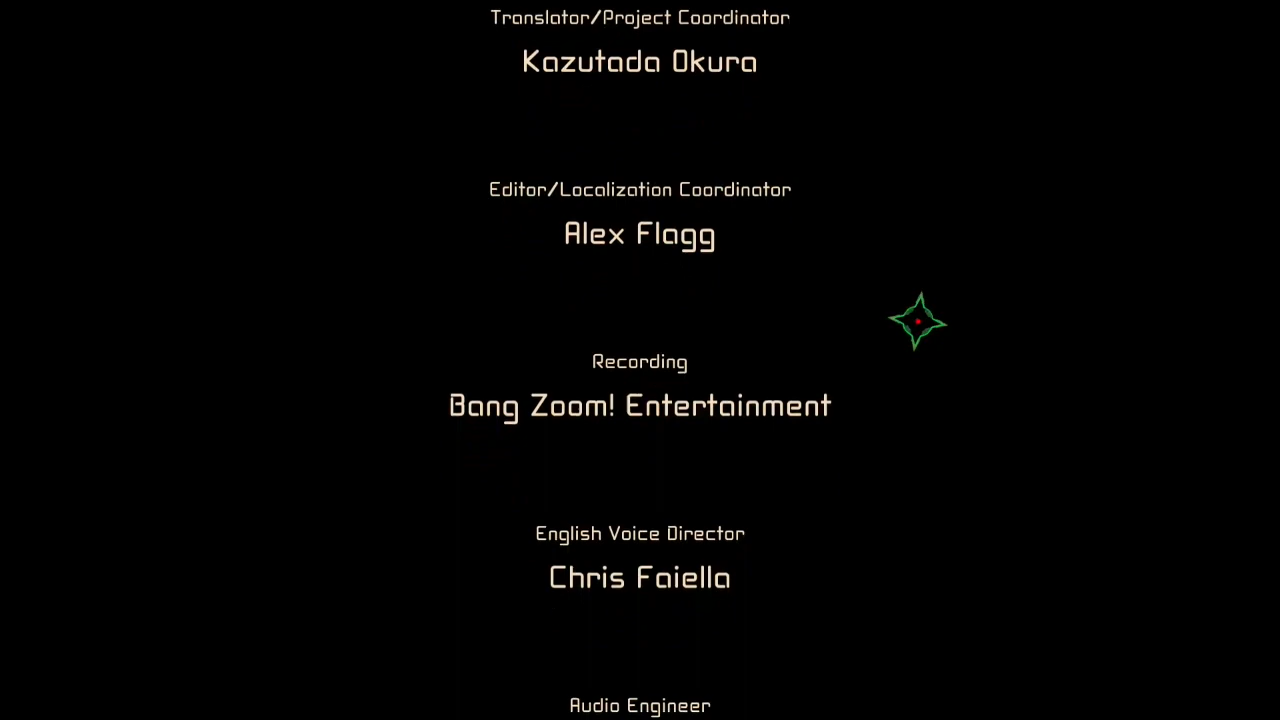 Translator/Project Coordinator
Kazutada Okura
Editor/Localization Coordinator
Alex Flagg
Recording
Bang Zoom! Entertainment
English Voice Director
Chris Faiella
Audio Engineer